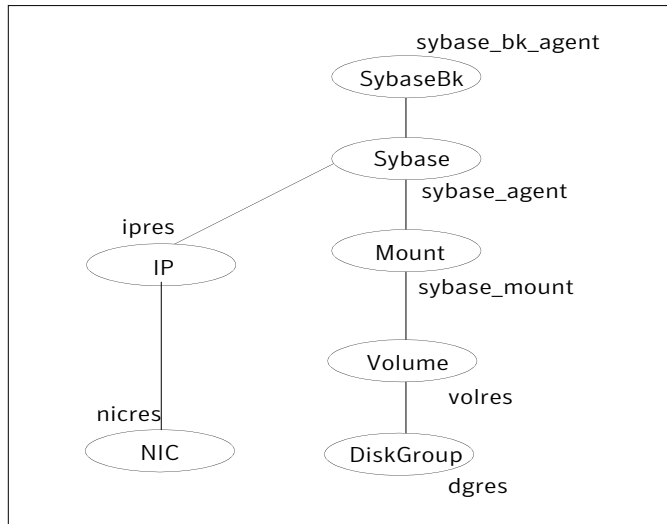 sybase_bk_agent
SybaseBk
Sybase
sybase_agent
ipres
IP
Mount
sybase_mount
Volume
volres
nicres
NIC
DiskGroup
dgres